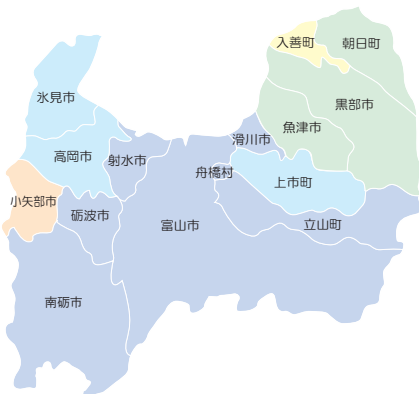 入善町
朝日町
氷見市
黒部市
魚津市
滑川市
高岡市
射水市
舟橋村
上市町
小矢部市
砺波市
富山市
立山町
南砺市